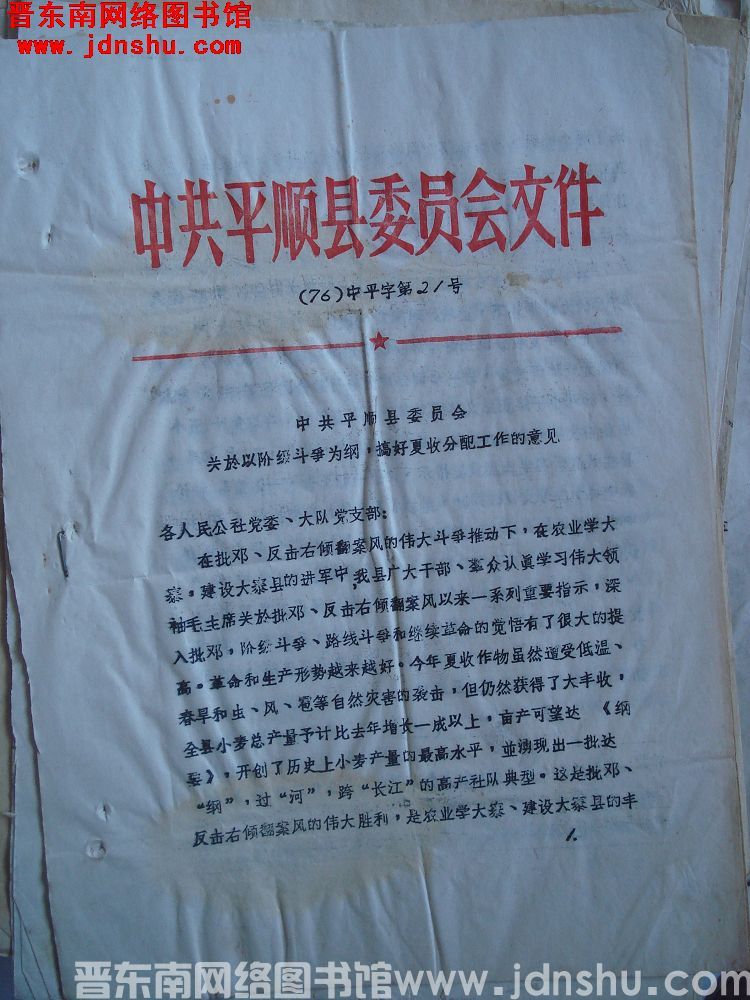 晋东南网络图书馆
www.jdnshu.com
中共平顺县委员会文件
(76)中平字第21号
中共平顺县委员会
关於以阶级斗争为纲,搞好夏收分配工作的意见
各人民公社党委、大队党支部:
在批邓、反击右倾翻案风的伟大斗争推动下,在农业学大
寨,建设大寨县的进军中,我县广大干部、羣众认真学习伟大领
袖毛主席关於批邓、反击右倾翻案风以来一系列重要指示,深
入批邓,阶级斗争、路线斗争和继续革命的觉悟有了很大的提
高。革命和生产形势越来越好。今年夏收作物虽然遭受低温、
春旱和虫、风、雹等自然灾害的袭击,但仍然获得了大丰收,
全县小麦总产量予计比去年增长一成以上,亩产可望达《纲
要》,开创了历史上小麦产量的最高水平,並湧现出一批达
“纲”,过“河”,跨“长江”的高产社队典型。这是批邓、
反击右倾翻案风的伟大胜利,是农业学大寨、建设大寨县的丰
1.
晋东南网络图书馆www.jdnshu.com